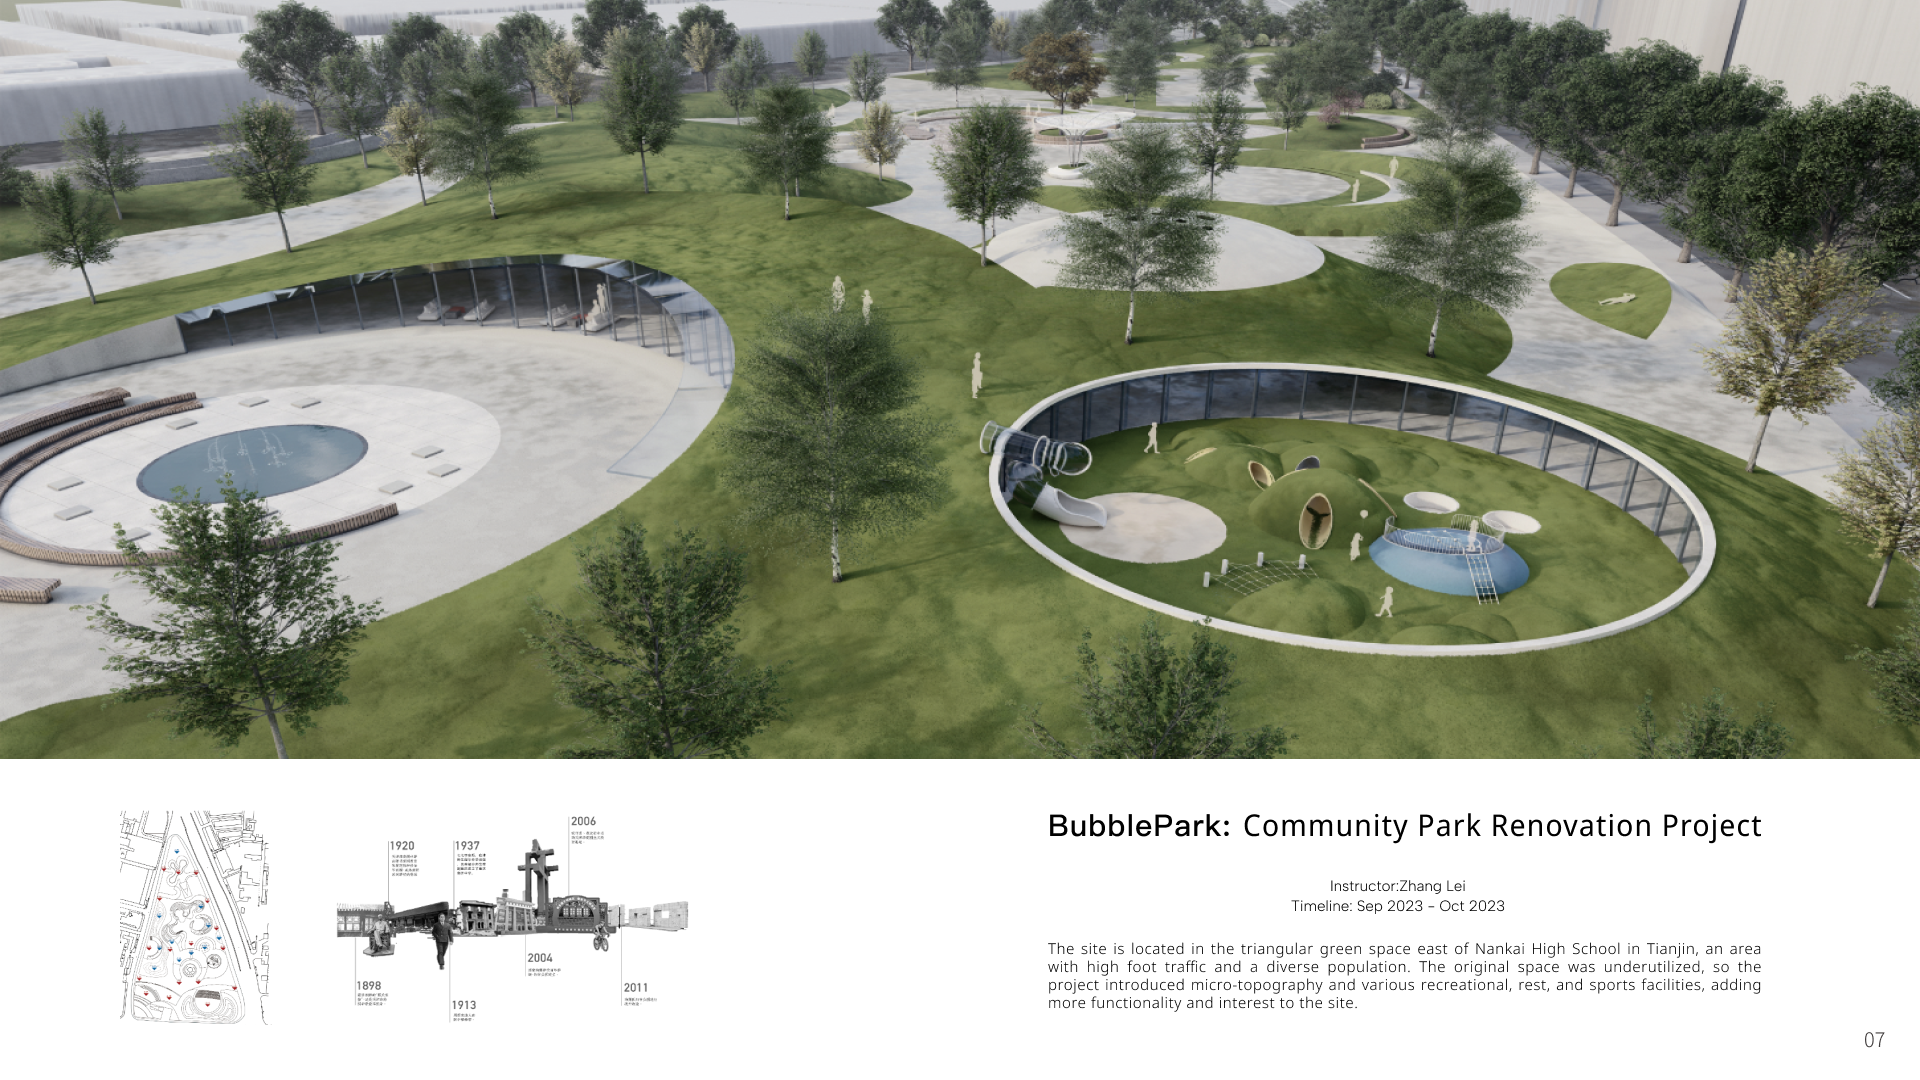 BubblePark: Community Park Renovation Project
Instructor:Zhang Lei
Timeline: Sep 2023 - Oct 2023
The site is located in the triangular green space east of Nankai High School in Tianjin, an area
with high foot traffic and a diverse population. The original space was underutilized, so the
project introduced micro-topography and various recreational, rest, and sports facilities, adding
more functionality and interest to the site.
2006
1920
1937
2004
1898
2011
1913
07